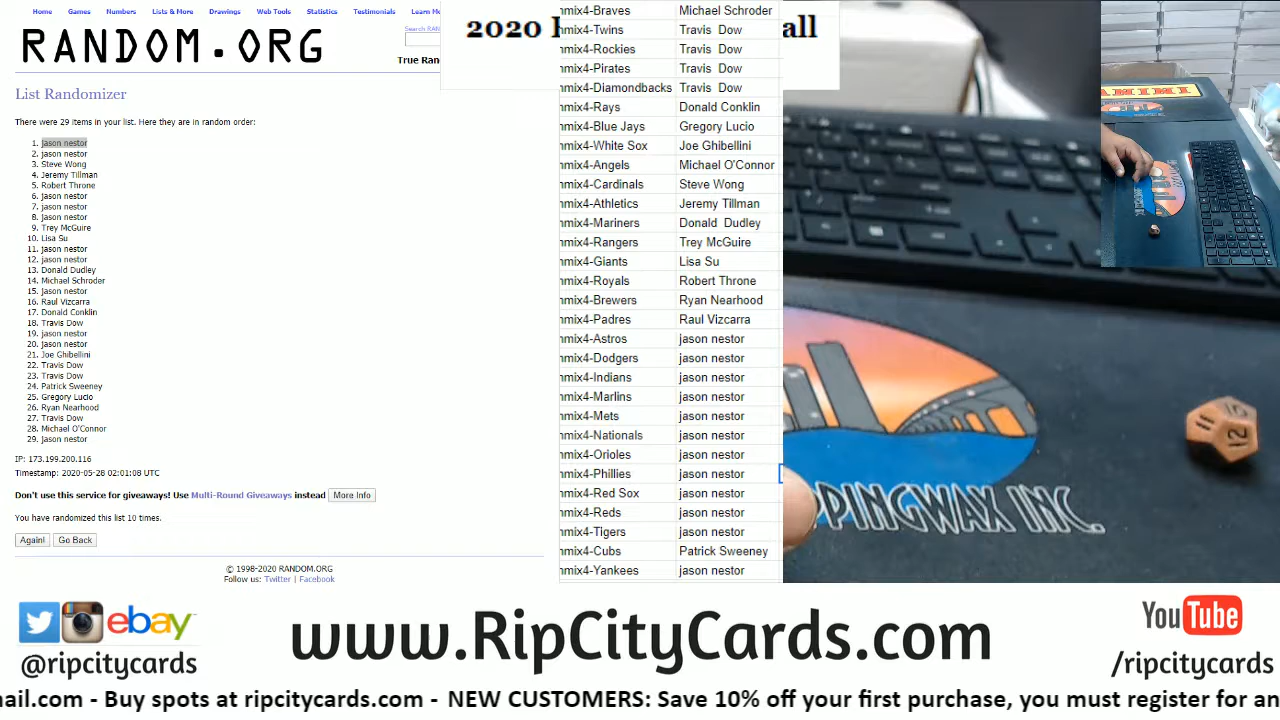 Home Games Numbers Lists & More Drawings Web Tools Statistics Testimonials Learn Mo
RANDOM.ORG
Search RAN
True Ran
List Randomizer
There were 29 items in your list. Here they are in random order:
1. Jason nestor
2. jason nestor
3. Steve Wong
4. Jeremy Tillman
5. Robert Throne
6. jason nestor
7. jason nestor
8. jason nestor
9. Trey McGuire
10. Lisa Su
11. jason nestor
12. jason nestor
13. Donald Dudley
14. Michael Schroder
15. jason nestor
16. Raul Vizcarra
17. Donald Conklin
18. Travis Dow
19. jason nestor
20. jason nestor
21. Joe Ghibellini
22. Travis Dow
23. Travis Dow
24. Patrick Sweeney
25. Gregory Lucio
26. Ryan Nearhood
27. Travis Dow
28. Michael O'Connor
29. Jason nestor
IP: 173.199.200.116
Timestamp: 2020-05-28 02:01:08 UTC
Don't use this service for giveaways! Use Multi-Round Giveaways instead More Info
You have randomized this list 10 times.
Again! Go Back
© 1998-2020 RANDOM.ORG
Follow us: Twitter | Facebook
2020 all
nmix4-Braves Michael Schroder
nmix4-Twins Travis Dow
nmix4-Rockies Travis Dow
nmix4-Pirates Travis Dow
nmix4-Diamondbacks Travis Dow
nmix4-Rays Donald Conklin
nmix4-Blue Jays Gregory Lucio
nmix4-White Sox Joe Ghibellini
nmix4-Angels Michael O'Connor
nmix4-Cardinals Steve Wong
nmix4-Athletics Jeremy Tillman
nmix4-Mariners Donald Dudley
nmix4-Rangers Trey McGuire
nmix4-Giants Lisa Su
nmix4-Royals Robert Throne
nmix4-Brewers Ryan Nearhood
nmix4-Padres Raul Vizcarra
nmix4-Astros jason nestor
nmix4-Dodgers jason nestor
nmix4-Indians jason nestor
nmix4-Marlins jason nestor
nmix4-Mets jason nestor
nmix4-Nationals jason nestor
nmix4-Orioles jason nestor
nmix4-Phillies jason nestor
nmix4-Red Sox jason nestor
nmix4-Reds jason nestor
nmix4-Tigers jason nestor
nmix4-Cubs Patrick Sweeney
nmix4-Yankees jason nestor
11 12
PPINGWAX INC.
ebay
@ripcitycards
www.RipCityCards.com
YouTube
/ripcitycards
mail.com - Buy spots at ripcitycards.com - NEW CUSTOMERS: Save 10% off your first purchase, you must register for an